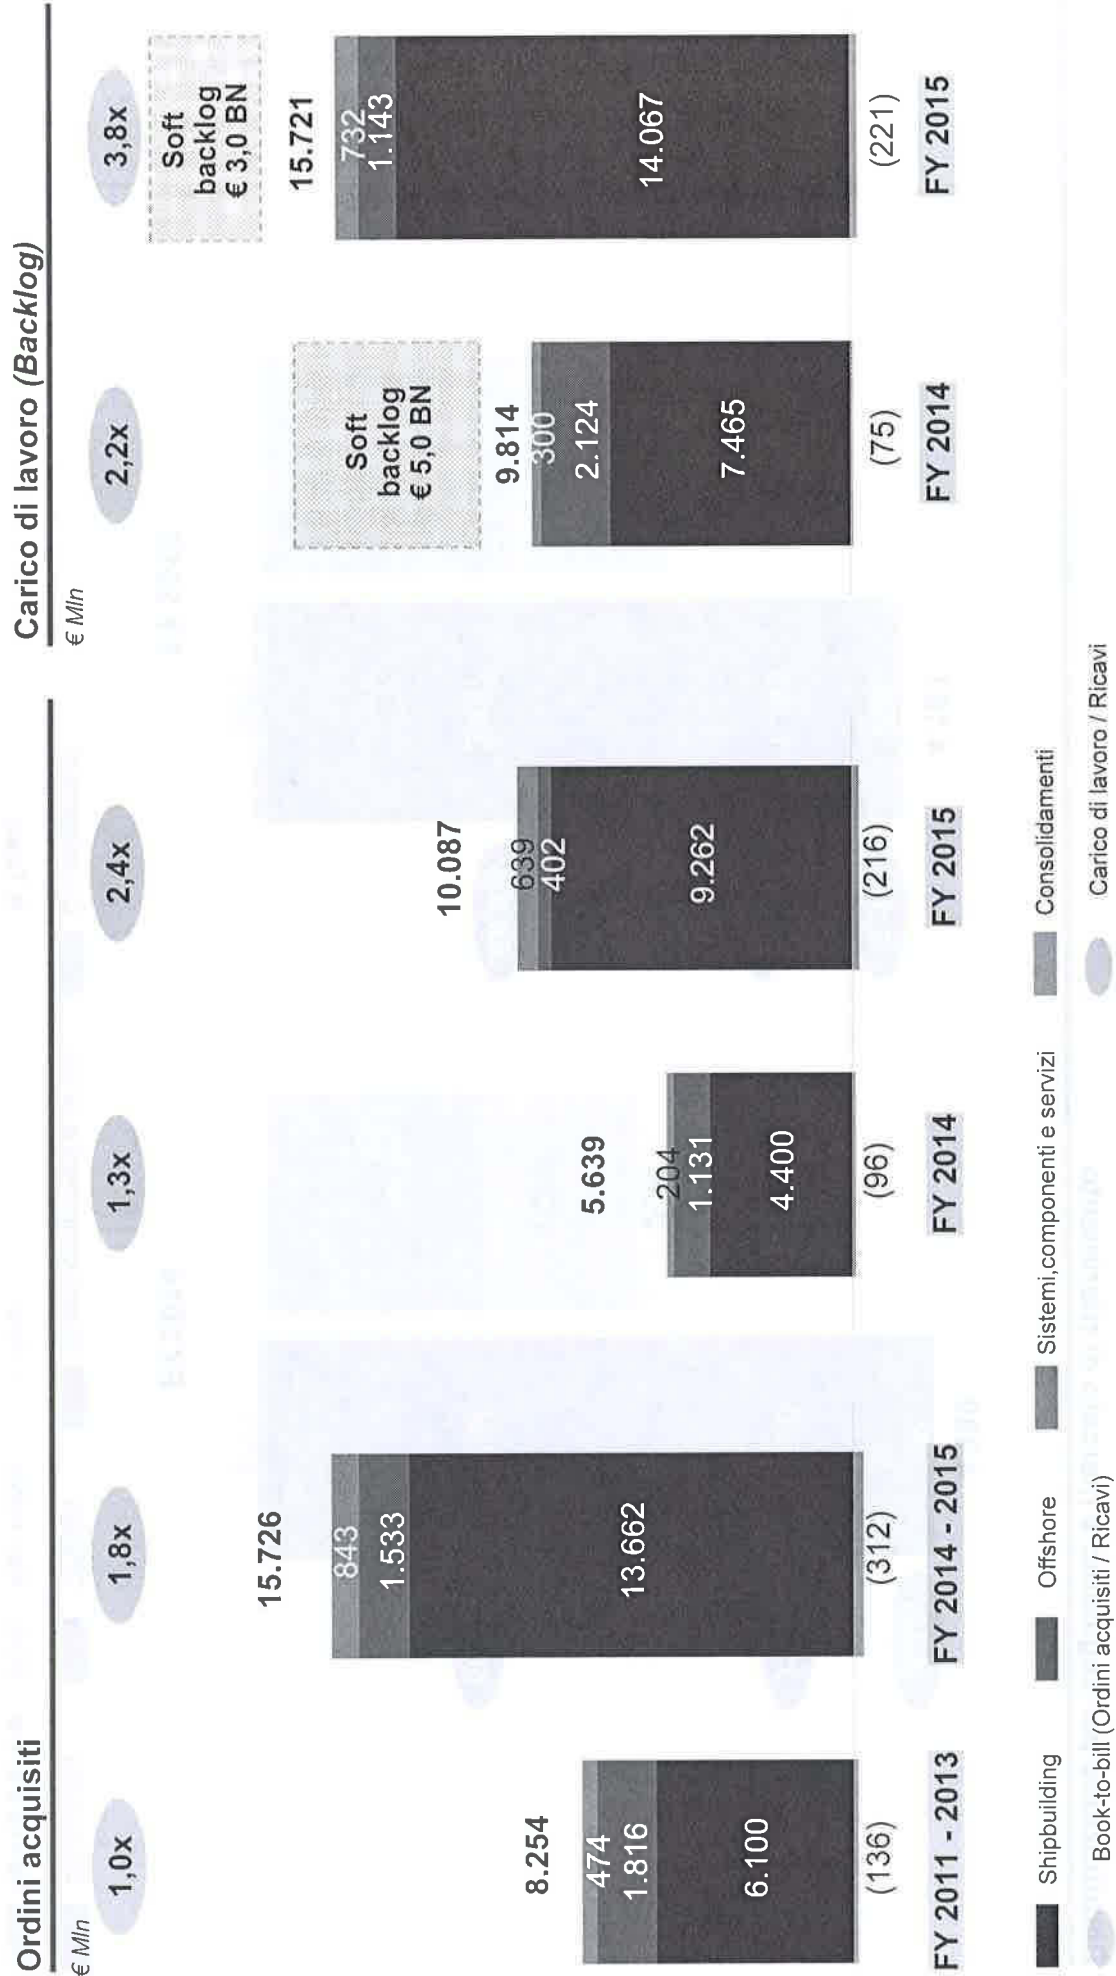 Ordini acquisiti
€ Mln
1,0x
1,8x
1,3x
2,4x
8.254
474
1.816
6.100
(136)
FY 2011 - 2013
15.726
843
1.533
13.662
(312)
FY 2014 - 2015
5.639
204
1.131
4.400
(96)
FY 2014
10.087
639
402
9.262
(216)
FY 2015
Carico di lavoro (Backlog)
€ Mln
2,2x
3,8x
Soft
backlog
€ 5,0 BN
9.814
300
2.124
7.465
(75)
FY 2014
Soft
backlog
€ 3,0 BN
15.721
732
1.143
14.067
(221)
FY 2015
Shipbuilding
Offshore
Sistemi,componenti e servizi
Consolidamenti
Book-to-bill (Ordini acquisiti / Ricavi)
Carico di lavoro / Ricavi